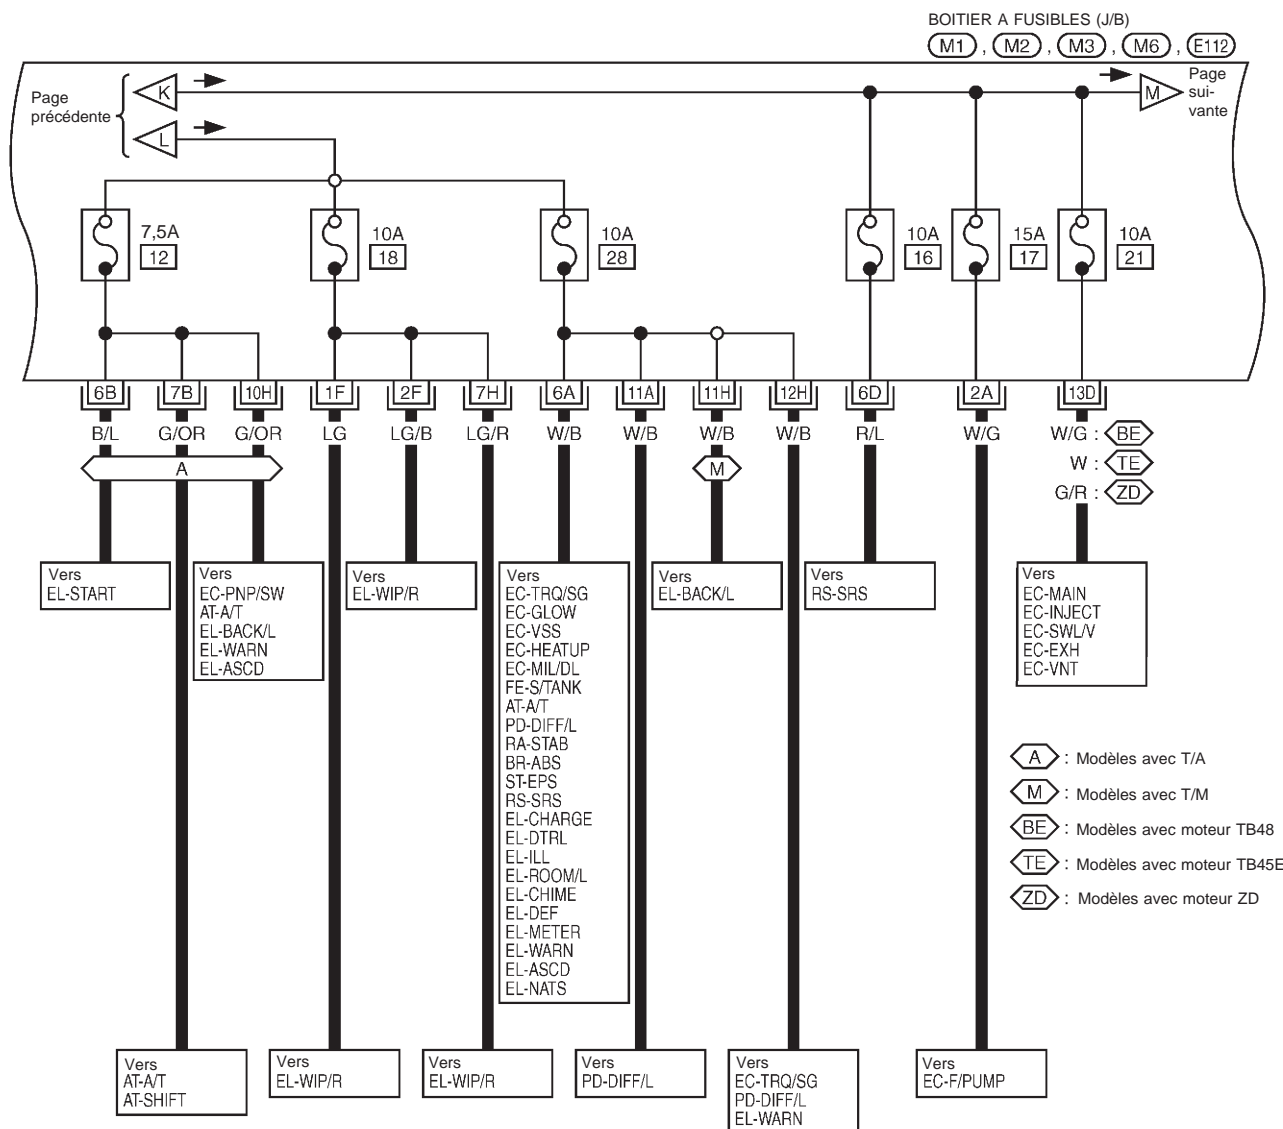 BOITIER A FUSIBLES (J/B)
M1 , M2 , M3 , M6 , E112
Page
précédente
K
L
M
Page
sui-
vante
7,5A
12
10A
18
10A
28
10A
16
15A
17
10A
21
6B 7B 10H 1F 2F 7H 6A 11A 11H 12H 6D 2A 13D
B/L G/OR G/OR LG LG/B LG/R W/B W/B W/B W/B R/L W/G
W/G : BE
W : TE
G/R : ZD
A
M
Vers
EL-START
Vers
EC-PNP/SW
AT-A/T
EL-BACK/L
EL-WARN
EL-ASCD
Vers
EL-WIP/R
Vers
EC-TRQ/SG
EC-GLOW
EC-VSS
EC-HEATUP
EC-MIL/DL
FE-S/TANK
AT-A/T
PD-DIFF/L
RA-STAB
BR-ABS
ST-EPS
RS-SRS
EL-CHARGE
EL-DTRL
EL-ILL
EL-ROOM/L
EL-CHIME
EL-DEF
EL-METER
EL-WARN
EL-ASCD
EL-NATS
Vers
EL-BACK/L
Vers
RS-SRS
Vers
EC-MAIN
EC-INJECT
EC-SWL/V
EC-EXH
EC-VNT
A : Modèles avec T/A
M : Modèles avec T/M
BE : Modèles avec moteur TB48
TE : Modèles avec moteur TB45E
ZD : Modèles avec moteur ZD
Vers
AT-A/T
AT-SHIFT
Vers
EL-WIP/R
Vers
EL-WIP/R
Vers
PD-DIFF/L
Vers
EC-TRQ/SG
PD-DIFF/L
EL-WARN
Vers
EC-F/PUMP